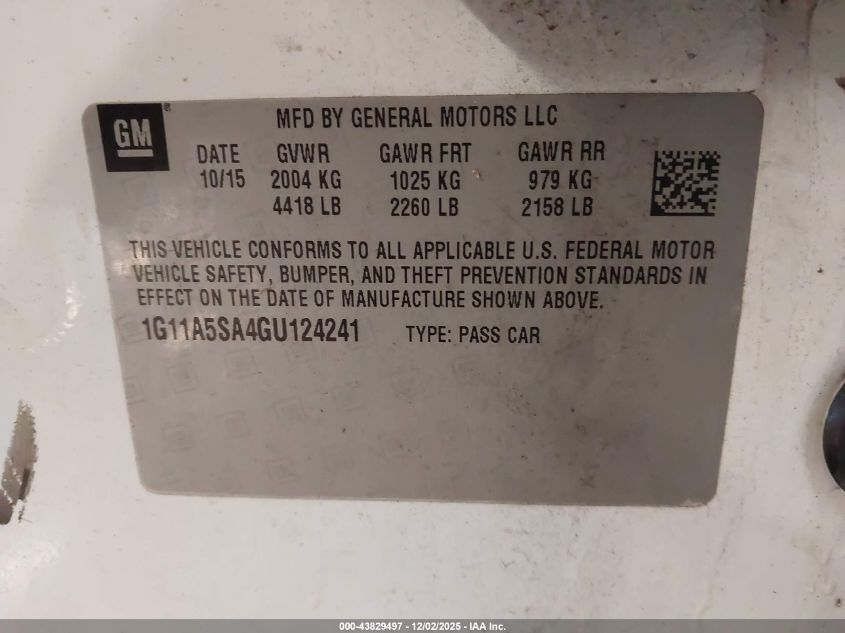 GM®
MFD BY GENERAL MOTORS LLC
DATE GVWR GAWR FRT GAWR RR
10/15 2004 KG 1025 KG 979 KG
4418 LB 2260 LB 2158 LB
THIS VEHICLE CONFORMS TO ALL APPLICABLE U.S. FEDERAL MOTOR
VEHICLE SAFETY, BUMPER, AND THEFT PREVENTION STANDARDS IN
EFFECT ON THE DATE OF MANUFACTURE SHOWN ABOVE.
1G11A5SA4GU124241 TYPE: PASS CAR
000-43829497 - 12/02/2025 - IAA Inc.